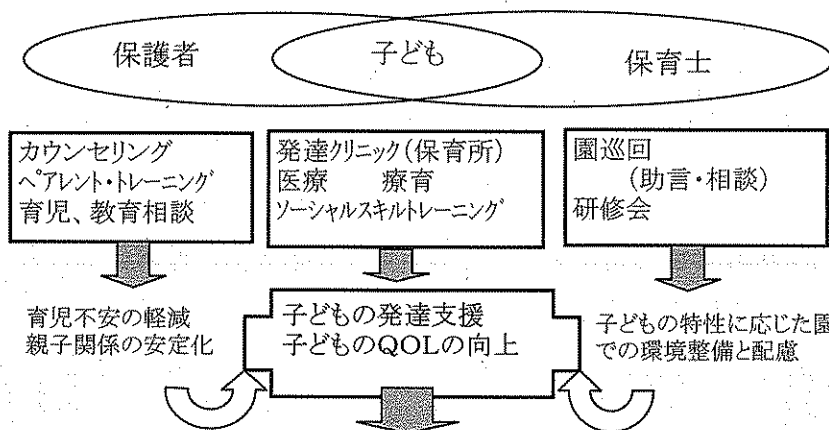 保護者
子ども
保育士
カウンセリング
ペアレント・トレーニング
育児、教育相談
発達クリニック(保育所)
医療　　療育
ソーシャルスキルトレーニング
園巡回
(助言・相談)
研修会
育児不安の軽減
親子関係の安定化
子どもの発達支援
子どものQOLの向上
子どもの特性に応じた園
での環境整備と配慮